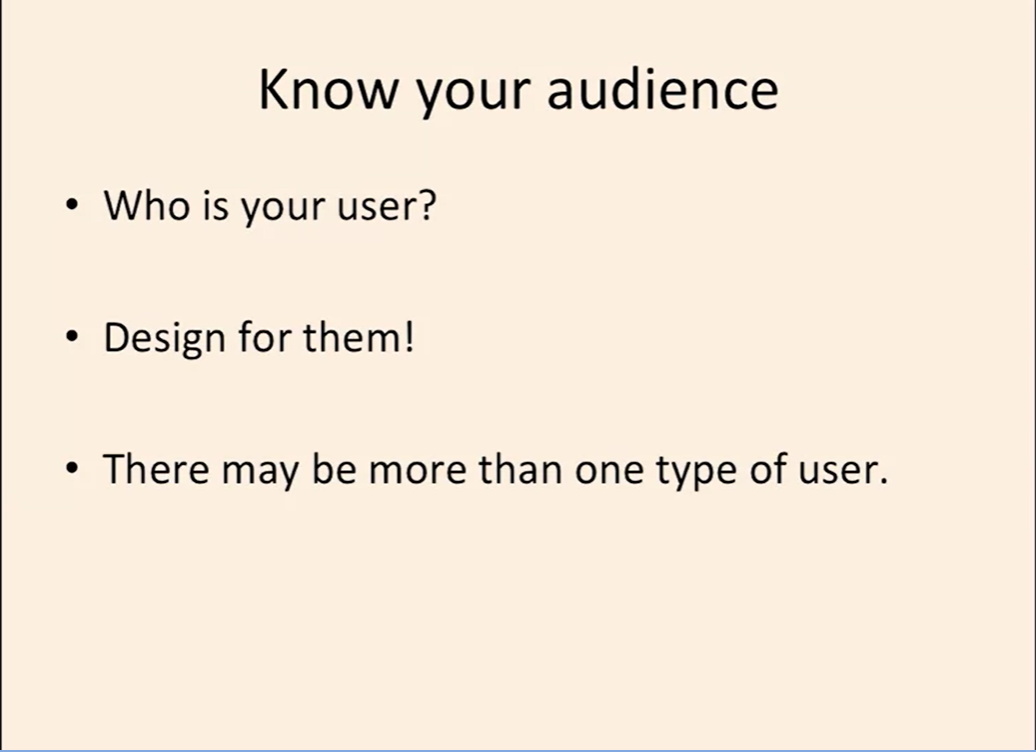 Know your audience
• Who is your user?
• Design for them!
• There may be more than one type of user.